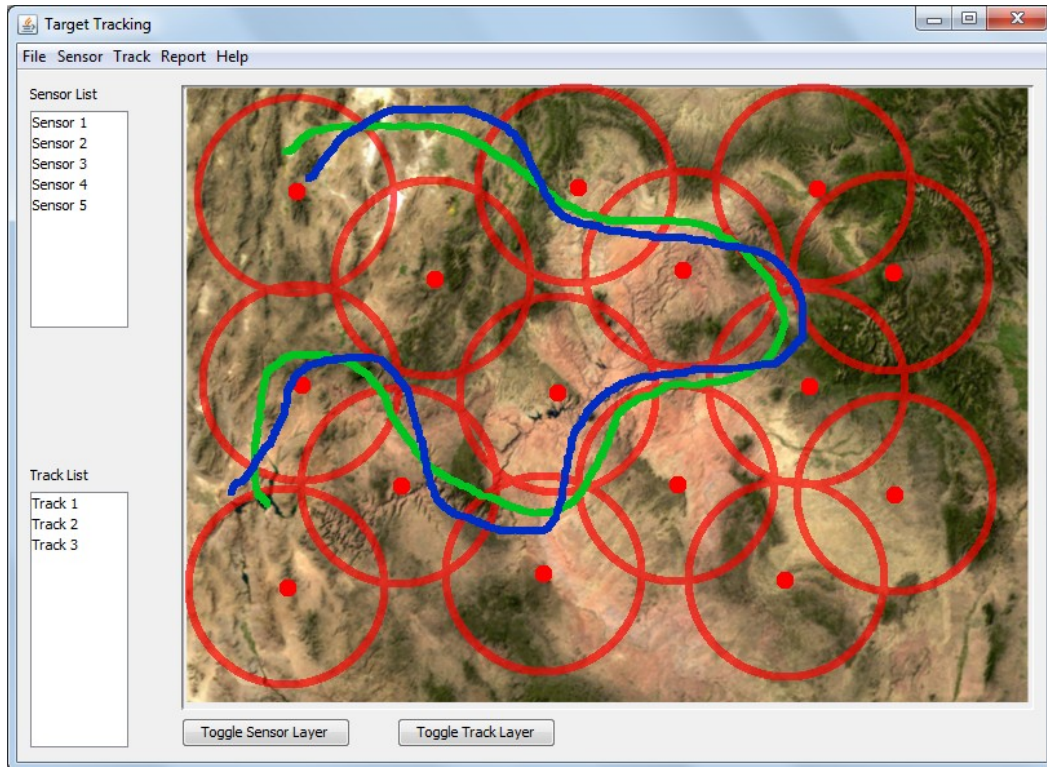 Target Tracking
File Sensor Track Report Help
Sensor List
Sensor 1
Sensor 2
Sensor 3
Sensor 4
Sensor 5
Track List
Track 1
Track 2
Track 3
Toggle Sensor Layer Toggle Track Layer